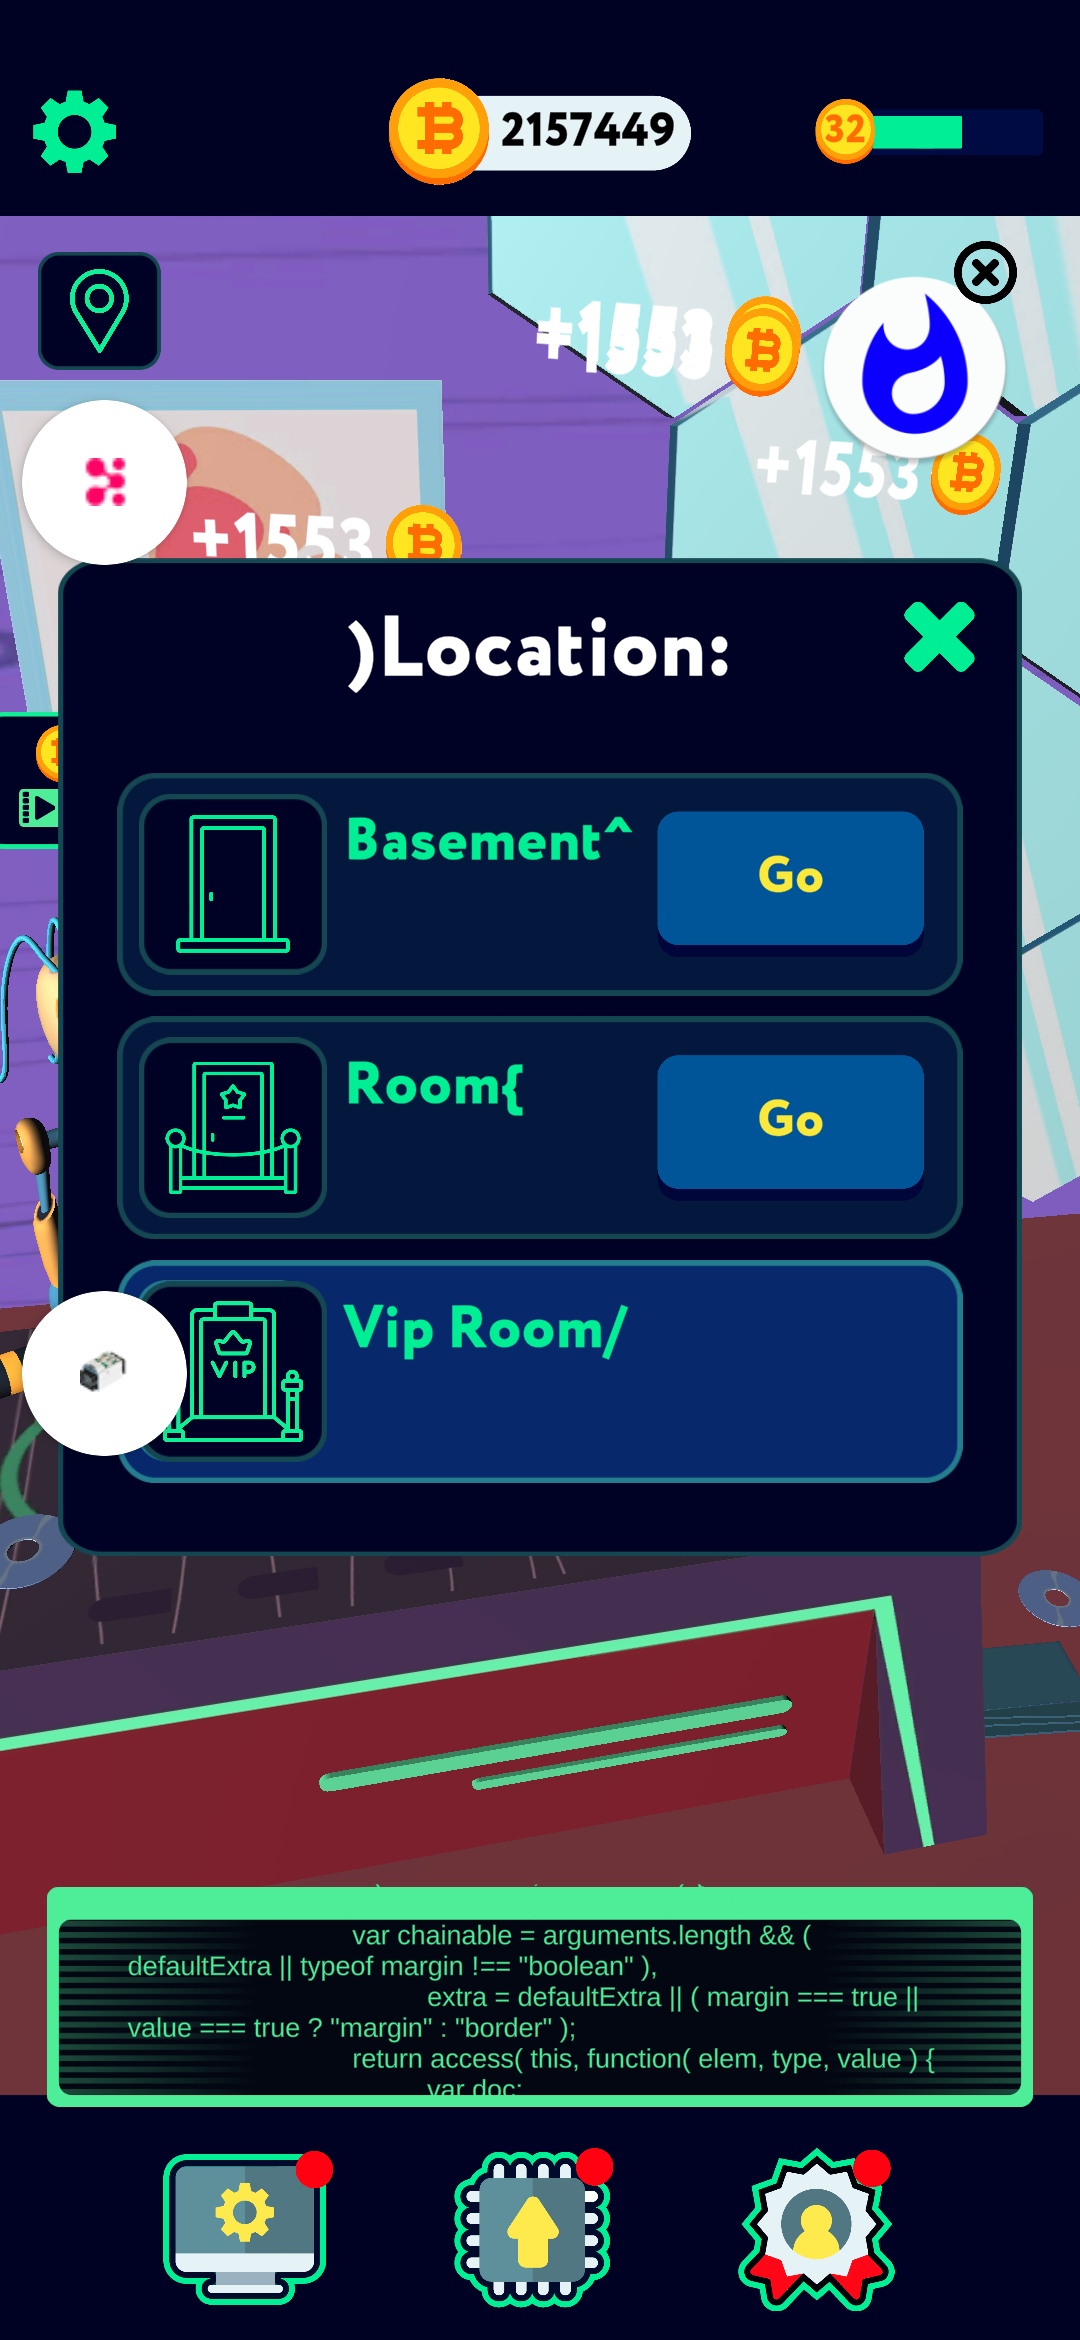 2157449
32
+1553
+1553
+1553
)Location:
Basement^
Go
Room{
Go
Vip Room/
VIP
var chainable = arguments.length && (
defaultExtra || typeof margin !== "boolean" ),
extra = defaultExtra || ( margin === true ||
value === true ? "margin" : "border" );
return access( this, function( elem, type, value ) {
var doc;